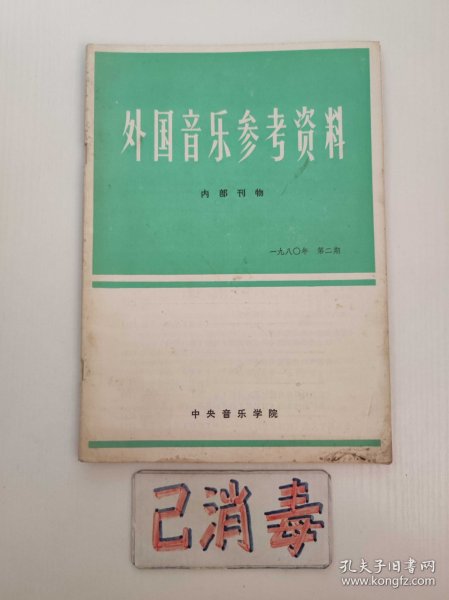 外国音乐参考资料
内部刊物
一九八〇年 第二期
中央音乐学院
已消毒
孔夫子旧书网
www.kongfz.com